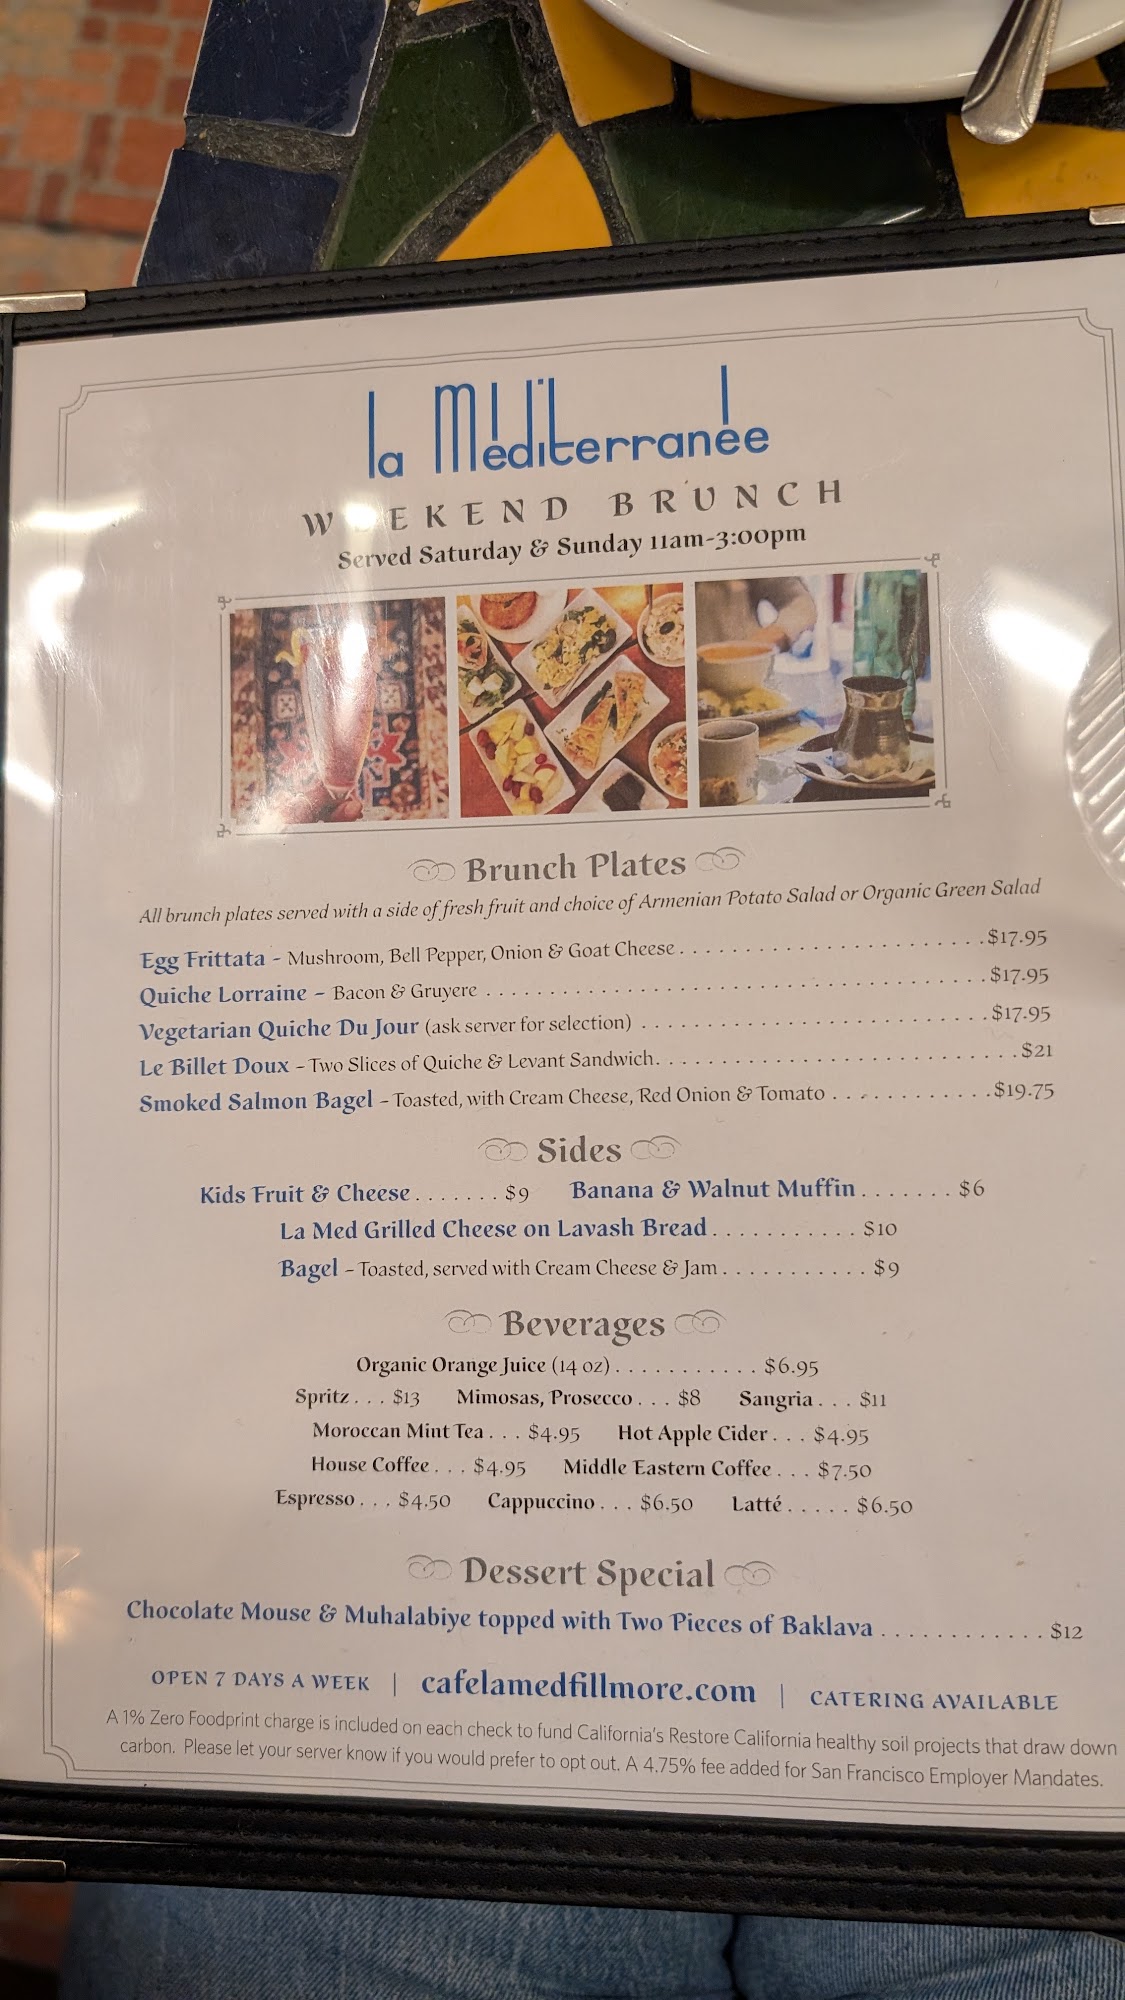 la Méditerranée
WEEKEND BRUNCH
Served Saturday & Sunday 11am-3:00pm
Brunch Plates
All brunch plates served with a side of fresh fruit and choice of Armenian Potato Salad or Organic Green Salad
Egg Frittata - Mushroom, Bell Pepper, Onion & Goat Cheese . . . . . . . . . . . . . . . . . . . . . . . . $17.95
Quiche Lorraine - Bacon & Gruyere . . . . . . . . . . . . . . . . . . . . . . . . . . . . . . . . . . . . . . . $17.95
Vegetarian Quiche Du Jour (ask server for selection) . . . . . . . . . . . . . . . . . . . . . . . . . . . $17.95
Le Billet Doux - Two Slices of Quiche & Levant Sandwich. . . . . . . . . . . . . . . . . . . . . . . . . . . . $21
Smoked Salmon Bagel - Toasted, with Cream Cheese, Red Onion & Tomato . . . . . . . . . . . . $19.75
Sides
Kids Fruit & Cheese . . . . . . . $9 Banana & Walnut Muffin . . . . . . . $6
La Med Grilled Cheese on Lavash Bread . . . . . . . . . . . $10
Bagel - Toasted, served with Cream Cheese & Jam . . . . . . . . . . . $9
Beverages
Organic Orange Juice (14 oz) . . . . . . . . . . . $6.95
Spritz . . . $13 Mimosas, Prosecco . . . $8 Sangria . . . $11
Moroccan Mint Tea . . . $4.95 Hot Apple Cider . . . $4.95
House Coffee . . . $4.95 Middle Eastern Coffee . . . $7.50
Espresso . . . $4.50 Cappuccino . . . $6.50 Latté . . . . . $6.50
Dessert Special
Chocolate Mouse & Muhalabiye topped with Two Pieces of Baklava . . . . . . . . . . . . $12
OPEN 7 DAYS A WEEK | cafelamedfillmore.com | CATERING AVAILABLE
A 1% Zero Foodprint charge is included on each check to fund California's Restore California healthy soil projects that draw down
carbon. Please let your server know if you would prefer to opt out. A 4.75% fee added for San Francisco Employer Mandates.